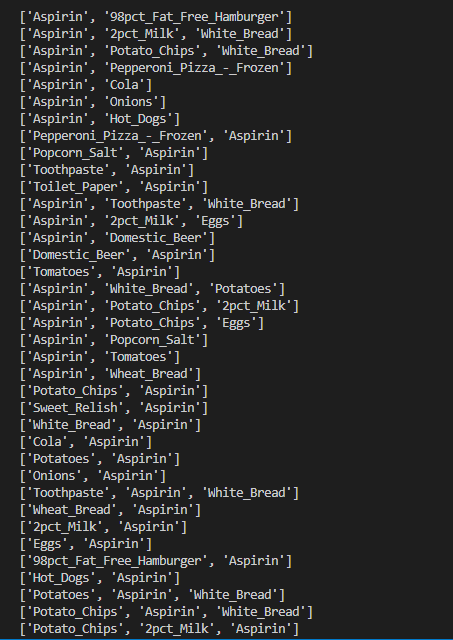 ['Aspirin', '98pct_Fat_Free_Hamburger']
['Aspirin', '2pct_Milk', 'White_Bread']
['Aspirin', 'Potato_Chips', 'White_Bread']
['Aspirin', 'Pepperoni_Pizza_-_Frozen']
['Aspirin', 'Cola']
['Aspirin', 'Onions']
['Aspirin', 'Hot_Dogs']
['Pepperoni_Pizza_-_Frozen', 'Aspirin']
['Popcorn_Salt', 'Aspirin']
['Toothpaste', 'Aspirin']
['Toilet_Paper', 'Aspirin']
['Aspirin', 'Toothpaste', 'White_Bread']
['Aspirin', '2pct_Milk', 'Eggs']
['Aspirin', 'Domestic_Beer']
['Domestic_Beer', 'Aspirin']
['Tomatoes', 'Aspirin']
['Aspirin', 'White_Bread', 'Potatoes']
['Aspirin', 'Potato_Chips', '2pct_Milk']
['Aspirin', 'Potato_Chips', 'Eggs']
['Aspirin', 'Popcorn_Salt']
['Aspirin', 'Tomatoes']
['Aspirin', 'Wheat_Bread']
['Potato_Chips', 'Aspirin']
['Sweet_Relish', 'Aspirin']
['White_Bread', 'Aspirin']
['Cola', 'Aspirin']
['Potatoes', 'Aspirin']
['Onions', 'Aspirin']
['Toothpaste', 'Aspirin', 'White_Bread']
['Wheat_Bread', 'Aspirin']
['2pct_Milk', 'Aspirin']
['Eggs', 'Aspirin']
['98pct_Fat_Free_Hamburger', 'Aspirin']
['Hot_Dogs', 'Aspirin']
['Potatoes', 'Aspirin', 'White_Bread']
['Potato_Chips', 'Aspirin', 'White_Bread']
['Potato_Chips', '2pct_Milk', 'Aspirin']